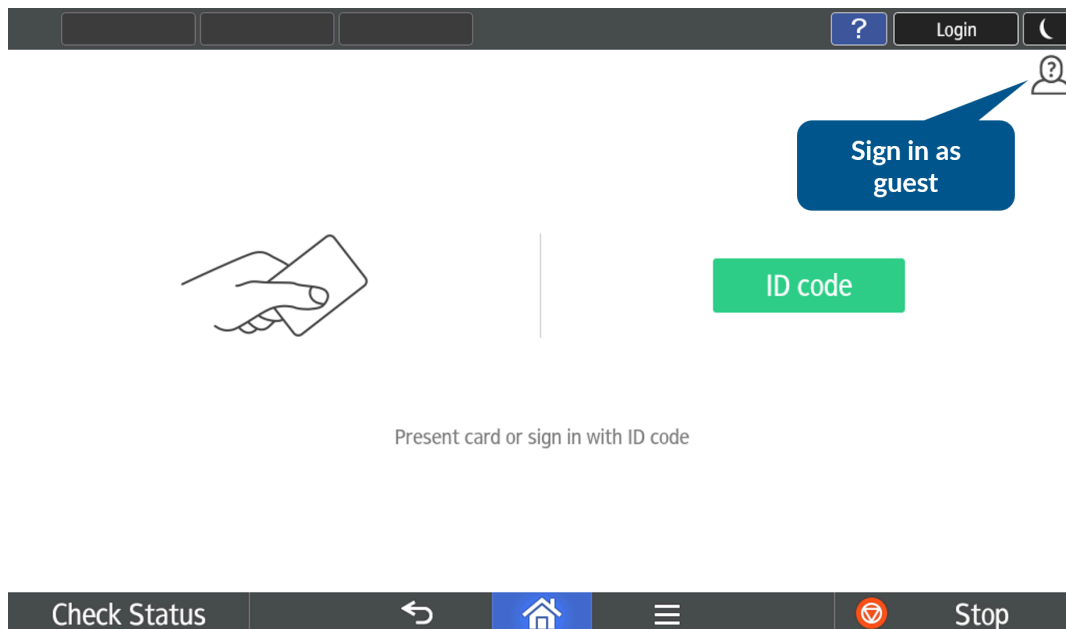 ? Login
?
Sign in as
guest
ID code
Present card or sign in with ID code
Check Status Stop